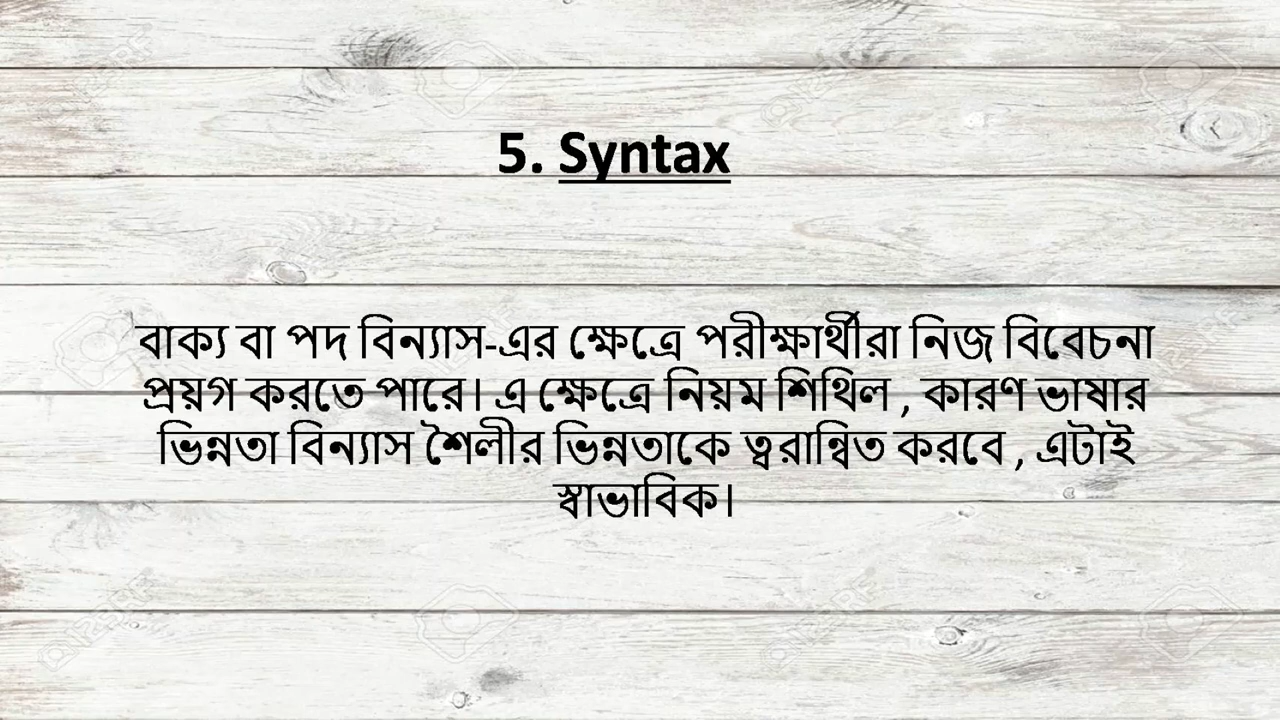 5. Syntax
বাক্য বা পদ বিন্যাস-এর ক্ষেত্রে পরীক্ষার্থীরা নিজ বিবেচনা
প্রয়গ করতে পারে। এ ক্ষেত্রে নিয়ম শিথিল , কারণ ভাষার
ভিন্নতা বিন্যাস শৈলীর ভিন্নতাকে ত্বরান্বিত করবে , এটাই
স্বাভাবিক।